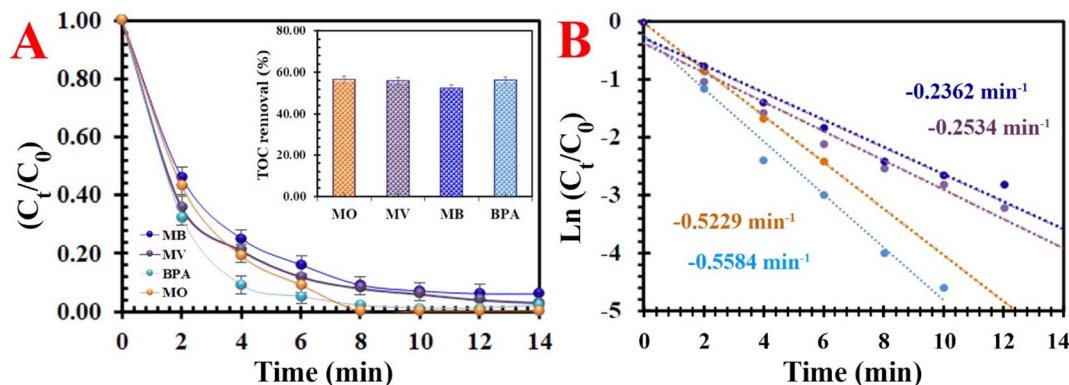 A
(Ct/C0)
1.00
0.80
0.60
0.40
0.20
0.00
0 2 4 6 8 10 12 14
Time (min)
MB
MV
BPA
MO
TOC removal (%)
80.00
60.00
40.00
20.00
0.00
MO MV MB BPA
B
Ln (Ct/C0)
-0
-1
-2
-3
-4
-5
0 2 4 6 8 10 12 14
Time (min)
-0.2362 min-1
-0.2534 min-1
-0.5229 min-1
-0.5584 min-1